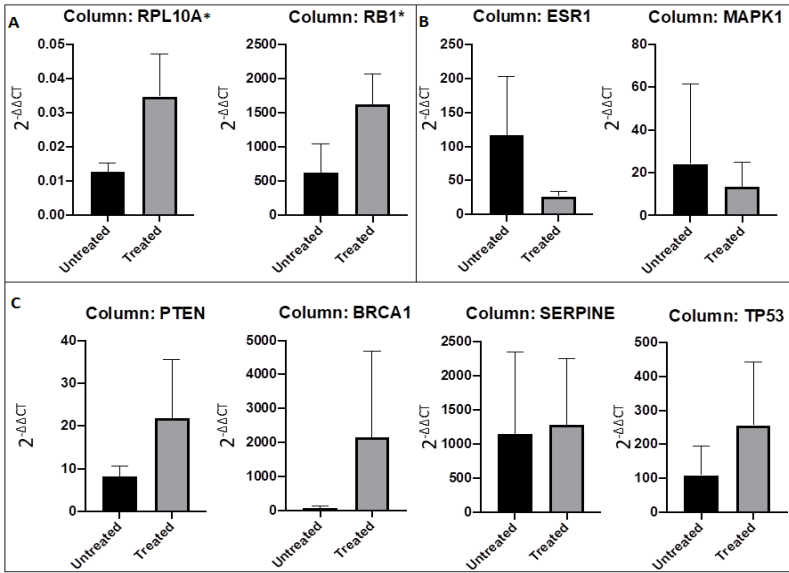 A
Column: RPL10A*
2-ΔΔCT
0.05
0.04
0.03
0.02
0.01
0.00
Untreated
Treated
Column: RB1*
2-ΔΔCT
2500
2000
1500
1000
500
0
Untreated
Treated
B
Column: ESR1
2-ΔΔCT
250
200
150
100
50
0
Untreated
Treated
Column: MAPK1
2-ΔΔCT
80
60
40
20
0
Untreated
Treated
C
Column: PTEN
2-ΔΔCT
40
30
20
10
0
Untreated
Treated
Column: BRCA1
2-ΔΔCT
5000
4000
3000
2000
1000
0
Untreated
Treated
Column: SERPINE
2-ΔΔCT
2500
2000
1500
1000
500
0
Untreated
Treated
Column: TP53
2-ΔΔCT
500
400
300
200
100
0
Untreated
Treated